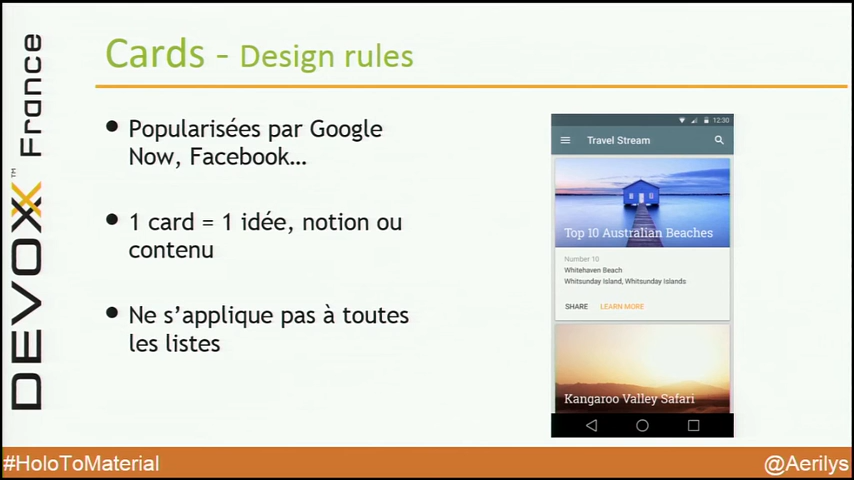 Cards - Design rules
DEVOXX™ France
• Popularisées par Google
Now, Facebook...
• 1 card = 1 idée, notion ou
contenu
• Ne s'applique pas à toutes
les listes
12:30
Travel Stream
Top 10 Australian Beaches
Number 10
Whitehaven Beach
Whitsunday Island, Whitsunday Islands
SHARE LEARN MORE
Kangaroo Valley Safari
#HoloToMaterial
@Aerilys